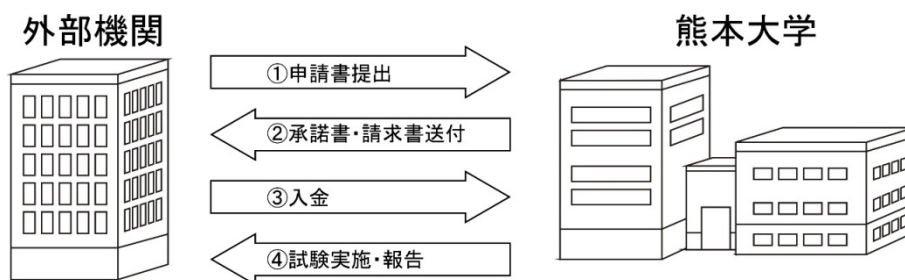 外部機関
熊本大学
①申請書提出
②承諾書・請求書送付
③入金
④試験実施・報告